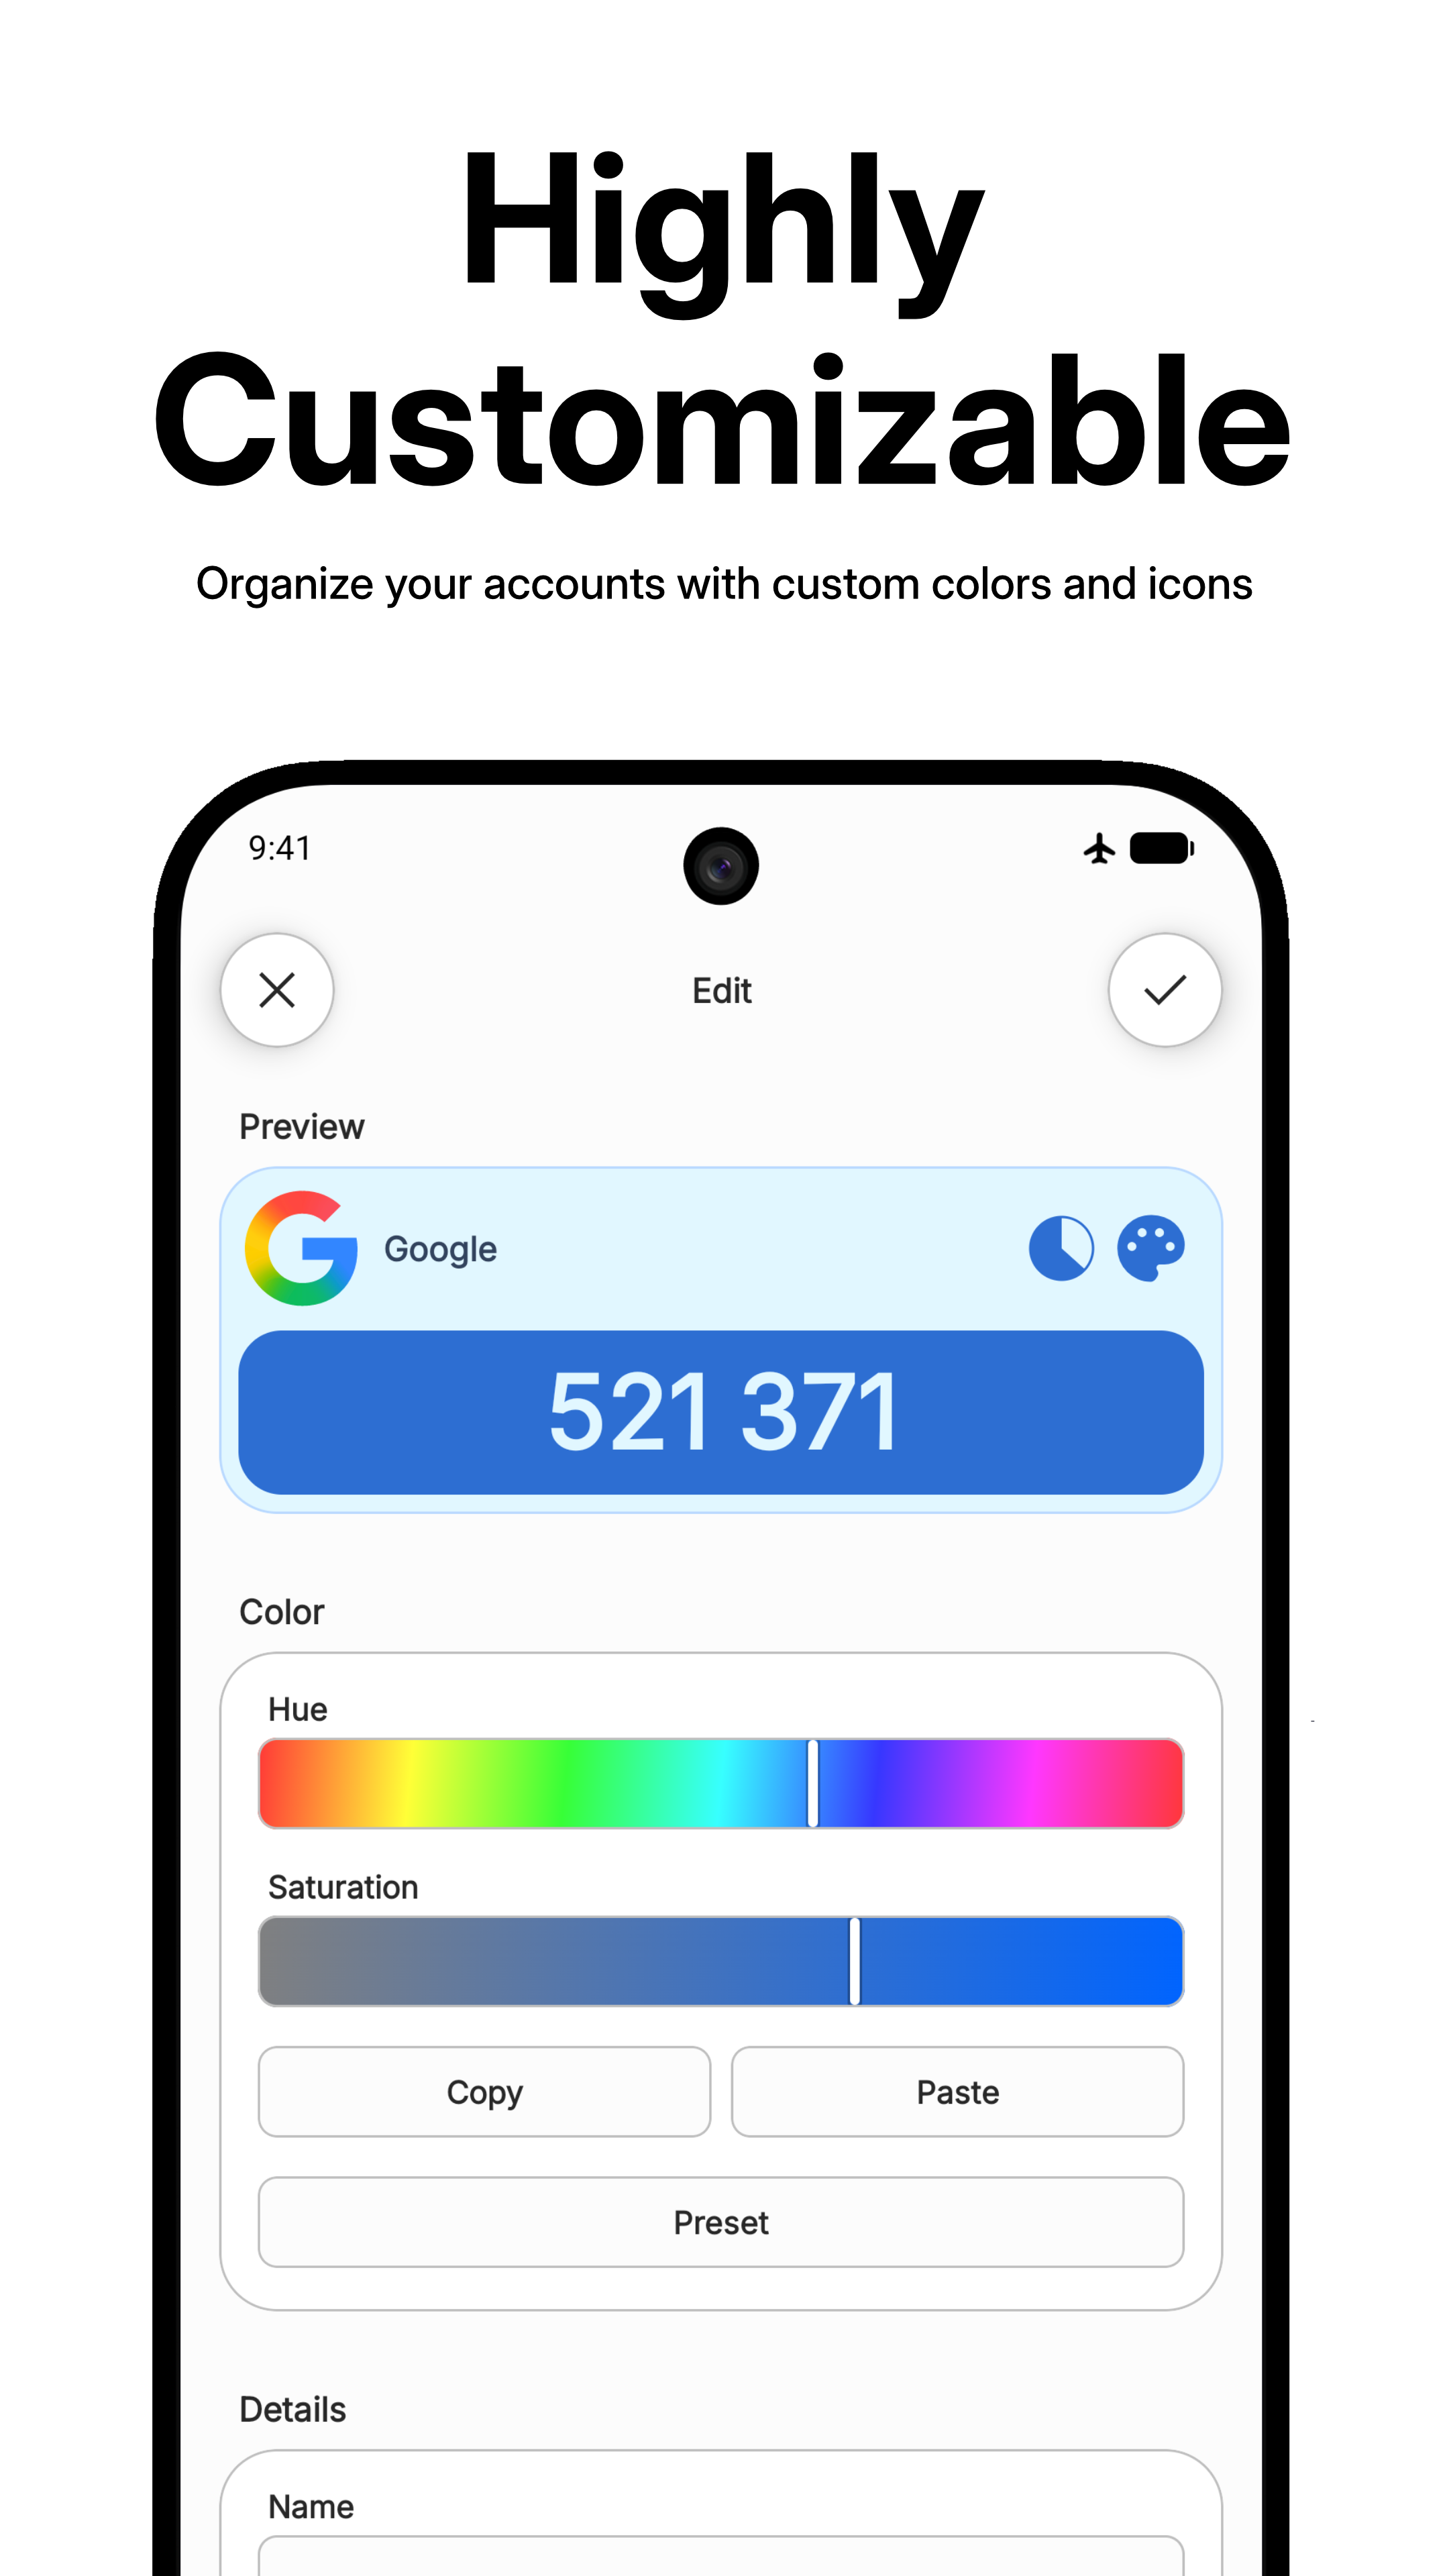 Highly
Customizable
Organize your accounts with custom colors and icons
9:41
Edit
Preview
Google
521 371
Color
Hue
Saturation
Copy
Paste
Preset
Details
Name